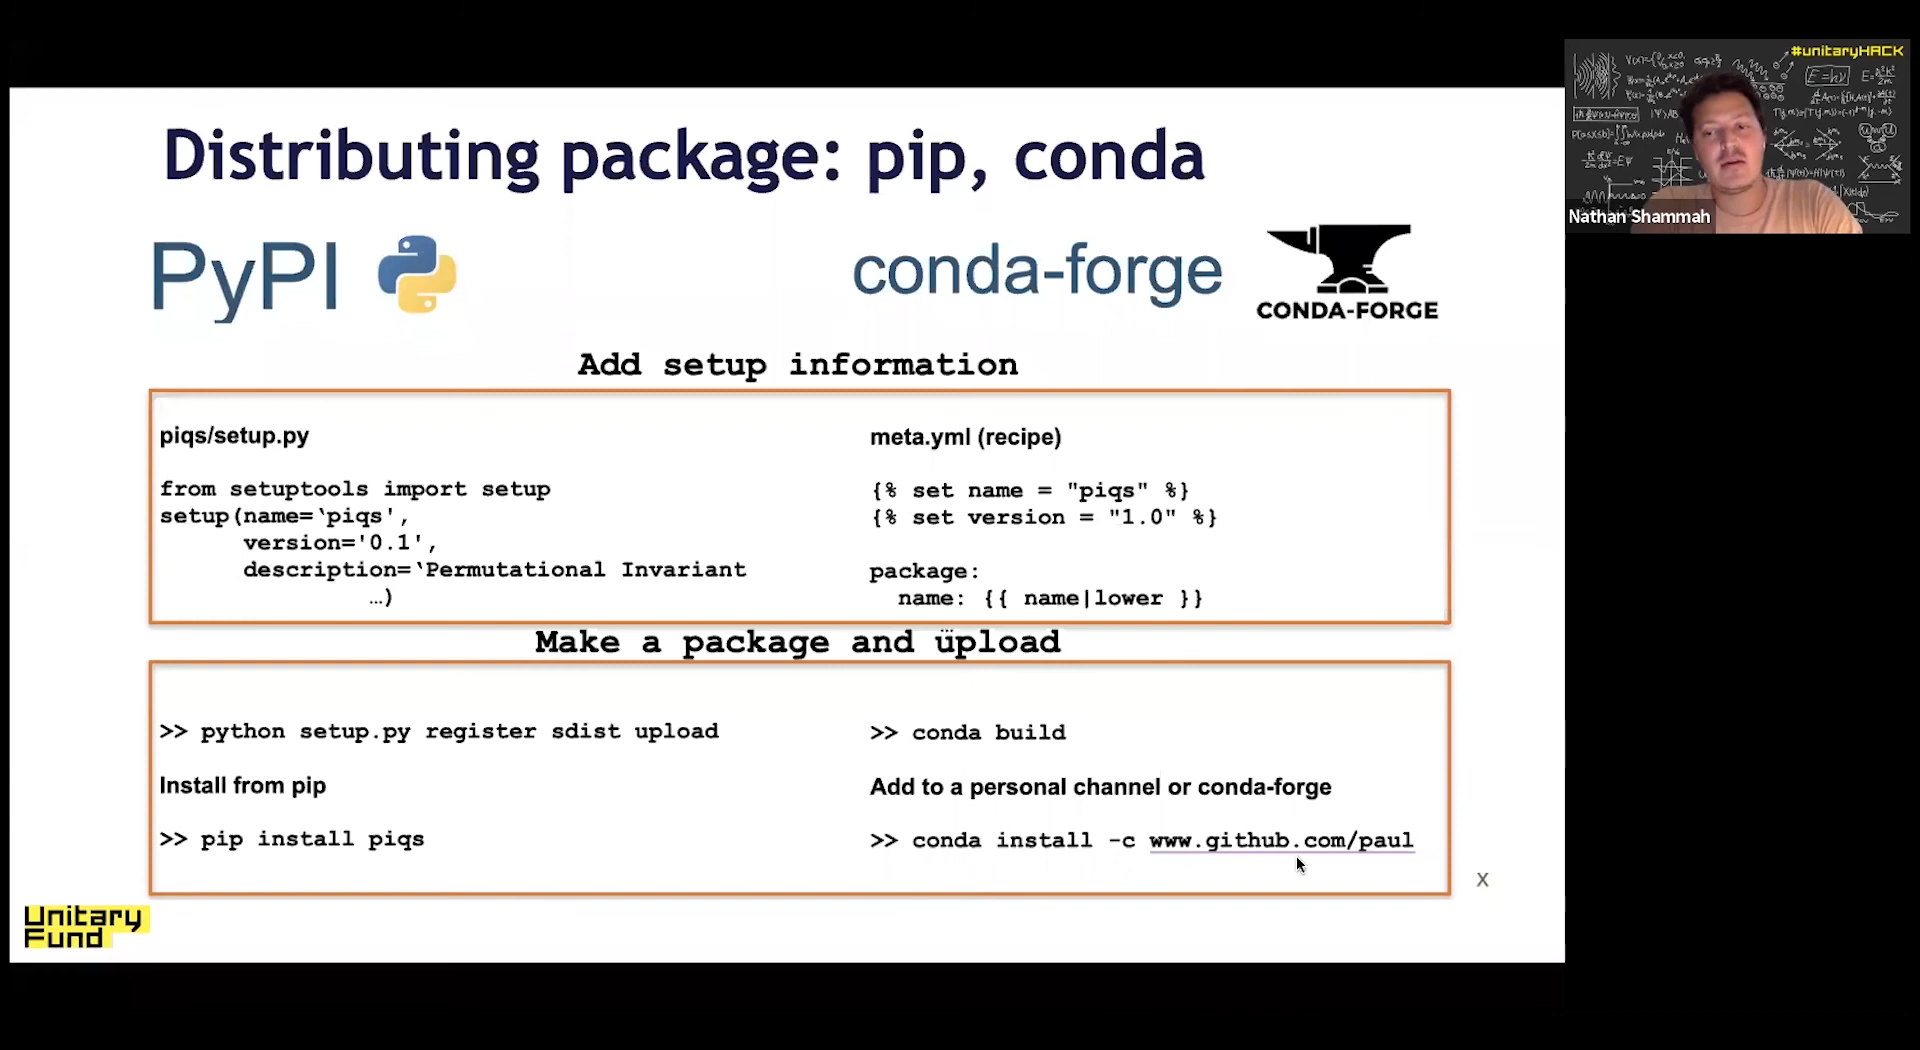 #unitaryHACK
Nathan Shammah
Distributing package: pip, conda
PyPI
conda-forge
CONDA-FORGE
Add setup information
piqs/setup.py
from setuptools import setup
setup(name=‘piqs',
version='0.1',
description=‘Permutational Invariant
…)
meta.yml (recipe)
{% set name = "piqs" %}
{% set version = "1.0" %}
package:
name: {{ name|lower }}
Make a package and upload
>> python setup.py register sdist upload
Install from pip
>> pip install piqs
>> conda build
Add to a personal channel or conda-forge
>> conda install -c www.github.com/paul
X
Unitary
Fund